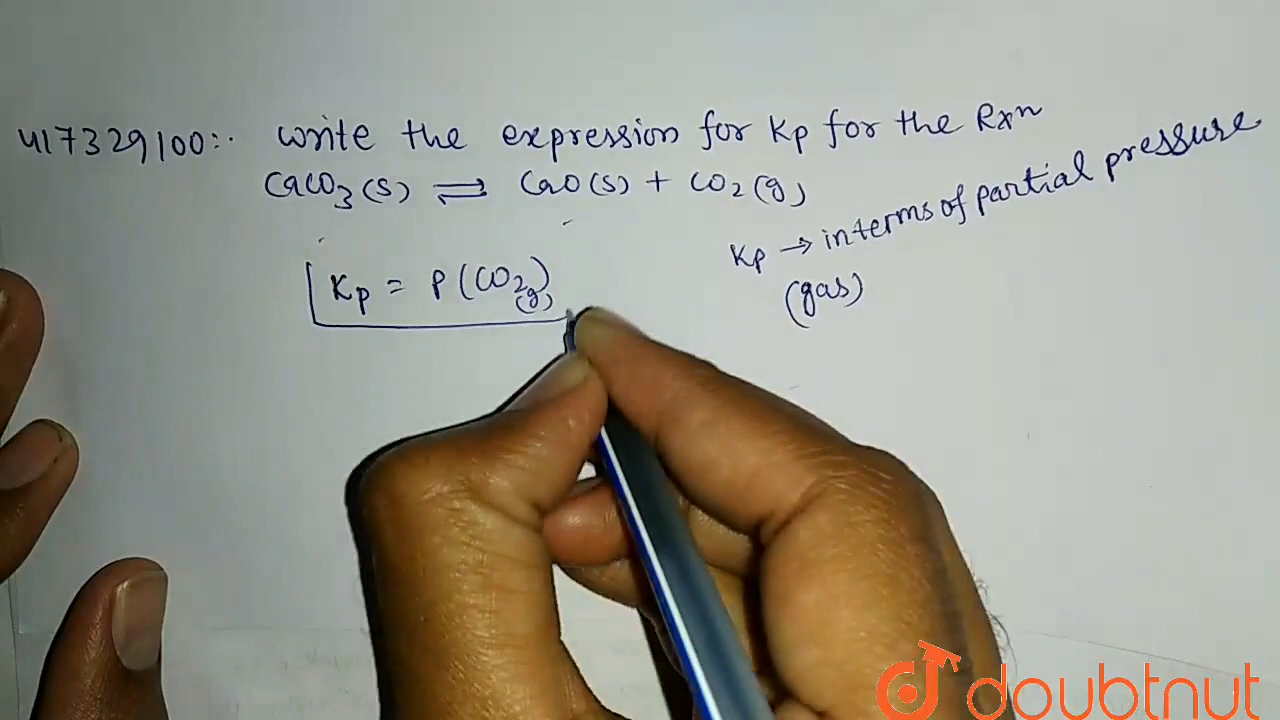 417329100:- write the expression for Kp for the Rxn
CaCO3(s) ⇌ CaO(s) + CO2(g)
Kp → interms of partial pressure
(gas)
Kp = P(CO2(g))
doubtnut